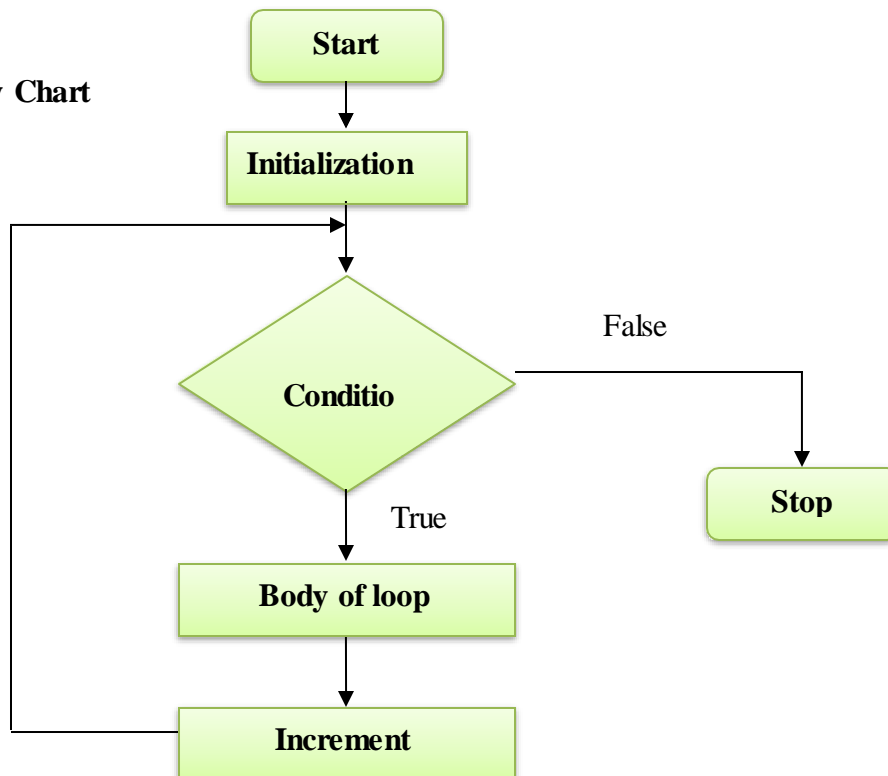 Start
Chart
Initialization
False
Conditio
Stop
True
Body of loop
Increment